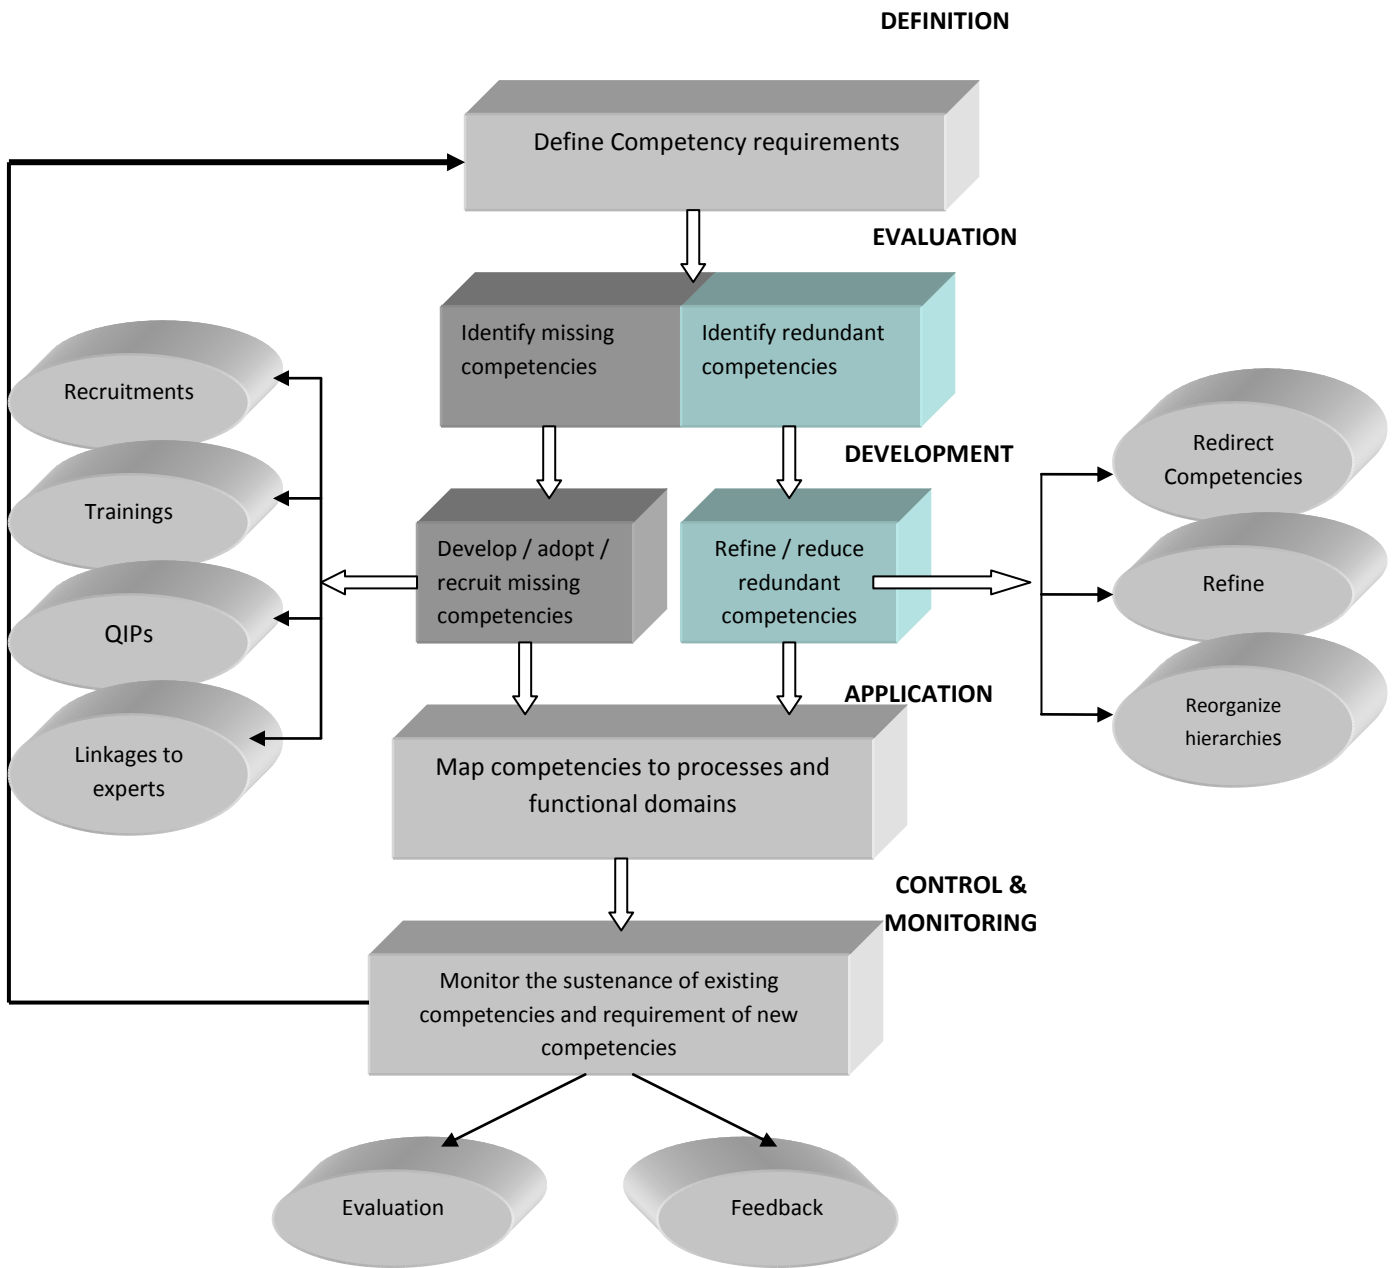 DEFINITION
Define Competency requirements
EVALUATION
Identify missing
competencies
Identify redundant
competencies
DEVELOPMENT
Recruitments
Trainings
QIPs
Linkages to
experts
Develop / adopt /
recruit missing
competencies
Refine / reduce
redundant
competencies
Redirect
Competencies
Refine
Reorganize
hierarchies
APPLICATION
Map competencies to processes and
functional domains
CONTROL &
MONITORING
Monitor the sustenance of existing
competencies and requirement of new
competencies
Evaluation
Feedback